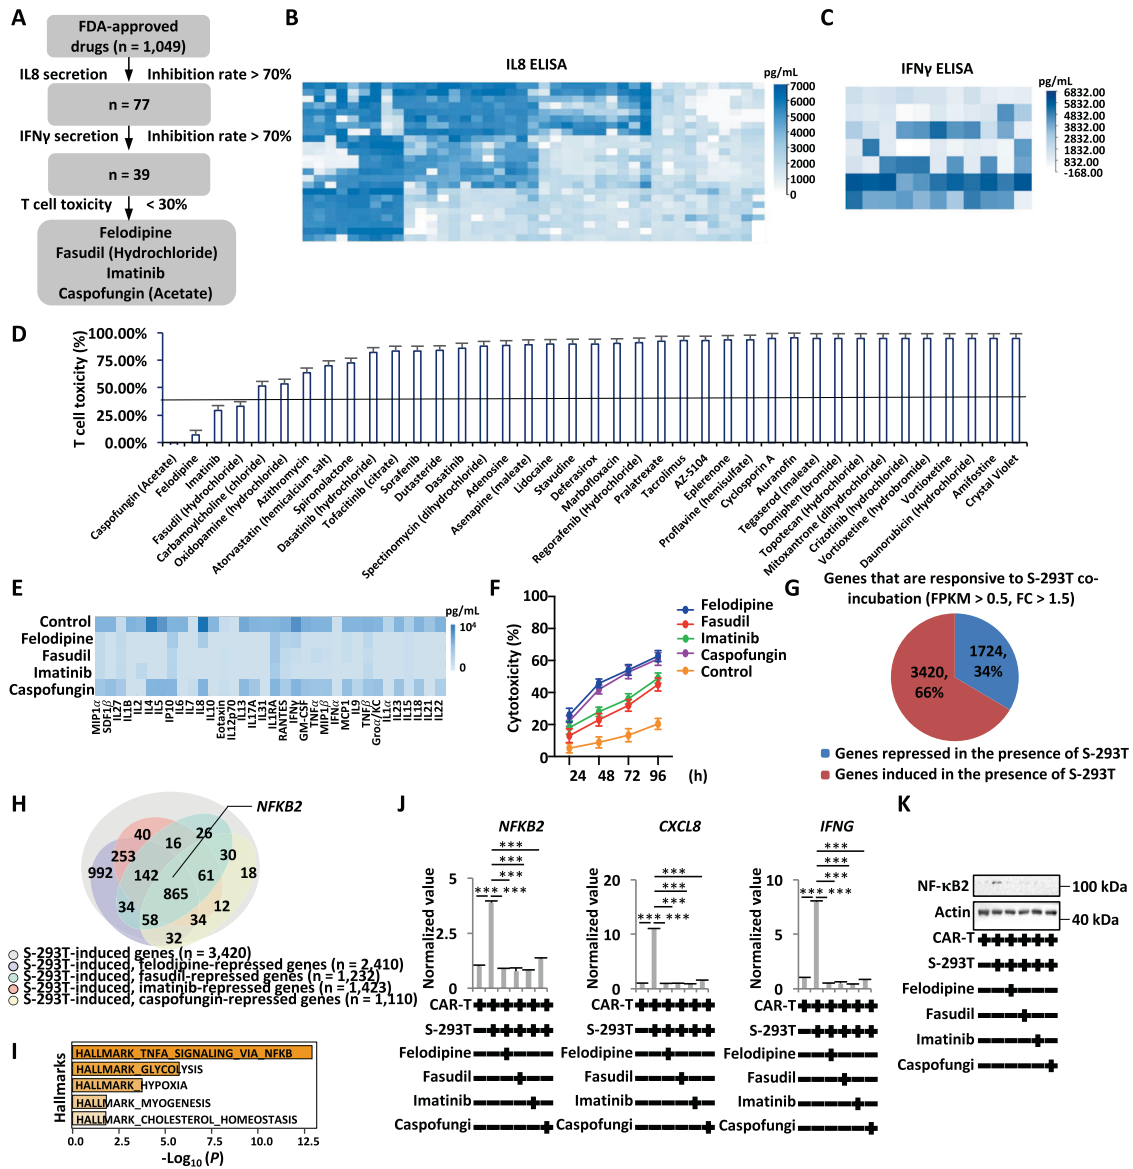 A
FDA-approved
drugs (n = 1,049)
IL8 secretion
Inhibition rate > 70%
n = 77
IFNγ secretion
Inhibition rate > 70%
n = 39
T cell toxicity
< 30%
Felodipine
Fasudil (Hydrochloride)
Imatinib
Caspofungin (Acetate)
B
IL8 ELISA
pg/mL
7000
6000
5000
4000
3000
2000
1000
0
C
IFNγ ELISA
pg/mL
6832.00
5832.00
4832.00
3832.00
2832.00
1832.00
832.00
-168.00
D
T cell toxicity (%)
100.00%
75.00%
50.00%
25.00%
0.00%
Caspofungin (Acetate)
Felodipine
Imatinib
Fasudil (Hydrochloride)
Carbamoylcholine (chloride)
Oxidopamine (hydrochloride)
Azithromycin
Atorvastatin (hemicalcium salt)
Spironolactone
Dasatinib (hydrochloride)
Tofacitinib (citrate)
Sorafenib
Dutasteride
Dasatinib
Spectinomycin (dihydrochloride)
Adenosine
Asenapine (maleate)
Lidocaine
Stavudine
Deferasirox
Marbofloxacin
Regorafenib (Hydrochloride)
Pralatrexate
Tacrolimus
AZ-5104
Eplerenone
Proflavine (hemisulfate)
Cyclosporin A
Auranofin
Tegaserod (maleate)
Domiphen (bromide)
Topotecan (Hydrochloride)
Mitoxantrone (dihydrochloride)
Crizotinib (hydrochloride)
Vortioxetine (hydrobromide)
Vortioxetine
Daunorubicin (Hydrochloride)
Amifostine
Crystal Violet
E
pg/mL
10⁴
0
Control
Felodipine
Fasudil
Imatinib
Caspofungin
MIP1α
SDF1β
IL27
IL1B
IL2
IL4
IL5
IP10
IL6
IL7
IL8
IL10
Eotaxin
IL12p70
IL13
IL17A
IL31
IL1RA
RANTES
IFNγ
GM-CSF
TNFα
MIP1β
IFNα
MCP1
IL9
TNFβ
Groα/KC
IL1α
IL23
IL15
IL18
IL21
IL22
F
Cytotoxicity (%)
100
80
60
40
20
0
24
48
72
96
(h)
Felodipine
Fasudil
Imatinib
Caspofungin
Control
G
Genes that are responsive to S-293T co-
incubation (FPKM > 0.5, FC > 1.5)
1724,
34%
3420,
66%
Genes repressed in the presence of S-293T
Genes induced in the presence of S-293T
H
NFKB2
40
26
16
253
30
992
142
61
18
865
34
12
58
34
32
S-293T-induced genes (n = 3,420)
S-293T-induced, felodipine-repressed genes (n = 2,410)
S-293T-induced, fasudil-repressed genes (n = 1,232)
S-293T-induced, imatinib-repressed genes (n = 1,423)
S-293T-induced, caspofungin-repressed genes (n = 1,110)
I
Hallmarks
HALLMARK_TNFA_SIGNALING_VIA_NFKB
HALLMARK_GLYCOLYSIS
HALLMARK_HYPOXIA
HALLMARK_MYOGENESIS
HALLMARK_CHOLESTEROL_HOMEOSTASIS
0.0
2.5
5.0
7.5
10.0
12.5
-Log₁₀ (P)
J
NFKB2
Normalized value
5
2.5
0
***
***
***
***
***
CAR-T
S-293T
Felodipine
Fasudil
Imatinib
Caspofungi
CXCL8
Normalized value
20
10
0
***
***
***
***
***
CAR-T
S-293T
Felodipine
Fasudil
Imatinib
Caspofungi
IFNG
Normalized value
10
5
0
***
***
***
***
***
CAR-T
S-293T
Felodipine
Fasudil
Imatinib
Caspofungi
K
NF-κB2
100 kDa
Actin
40 kDa
CAR-T
S-293T
Felodipine
Fasudil
Imatinib
Caspofungi